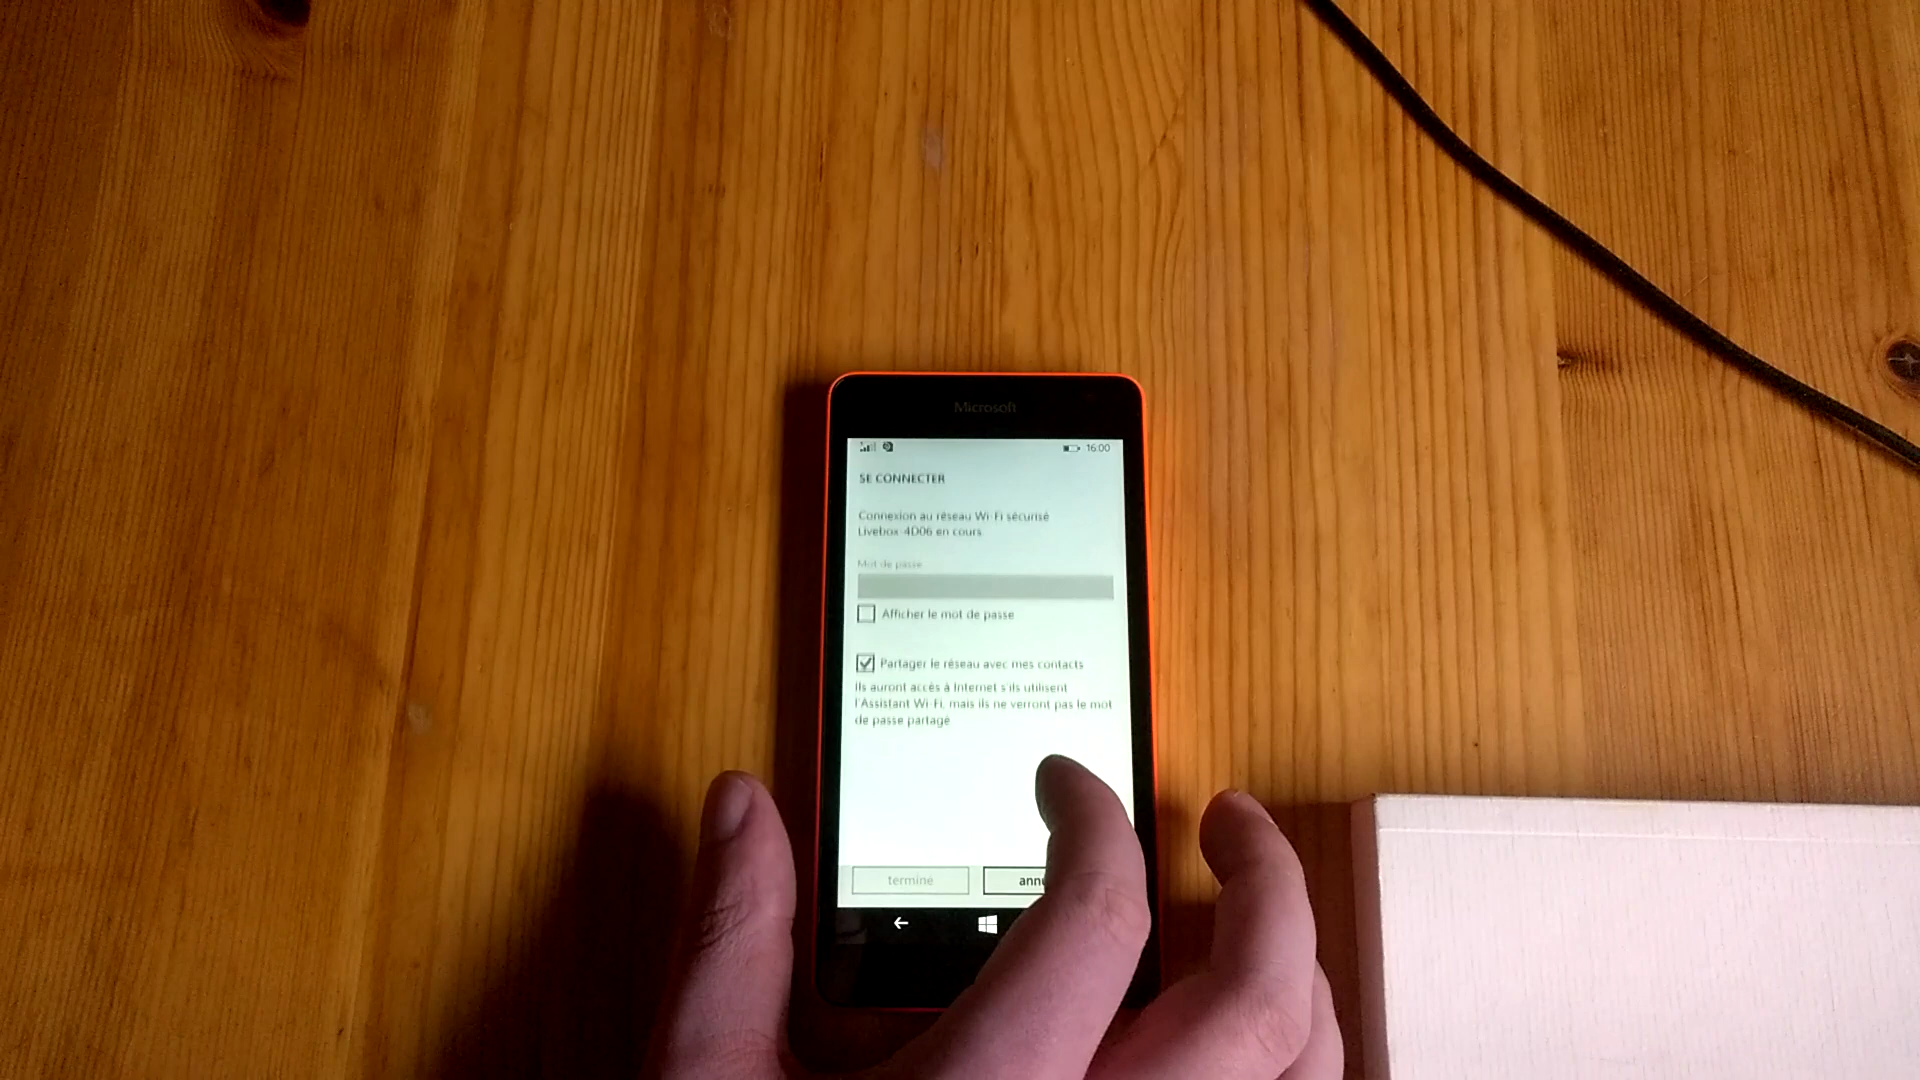 Microsoft
16:00
SE CONNECTER
Connexion au réseau Wi-Fi sécurisé
Livebox-4D06 en cours
Mot de passe
Afficher le mot de passe
Partager le réseau avec mes contacts
Ils auront accès à Internet s'ils utilisent
l'Assistant Wi-Fi, mais ils ne verront pas le mot
de passe partagé
terminé
annu